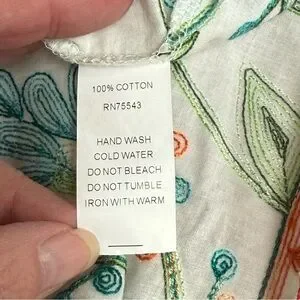 100% COTTON
RN75543
HAND WASH
COLD WATER
DO NOT BLEACH
DO NOT TUMBLE
IRON WITH WARM